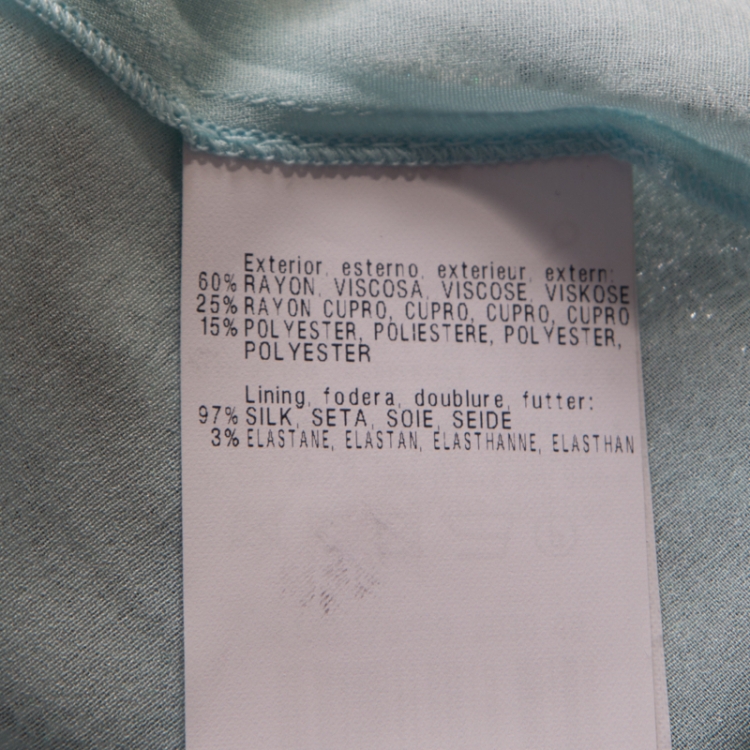 Exterior, esterno, exterieur, extern:
60% RAYON, VISCOSA, VISCOSE, VISKOSE
25% RAYON CUPRO, CUPRO, CUPRO, CUPRO
15% POLYESTER, POLIESTERE, POLYESTER,
POLYESTER
Lining, fodera, doublure, futter:
97% SILK, SETA, SOIE, SEIDE
3% ELASTANE, ELASTAN, ELASTHANNE, ELASTHAN